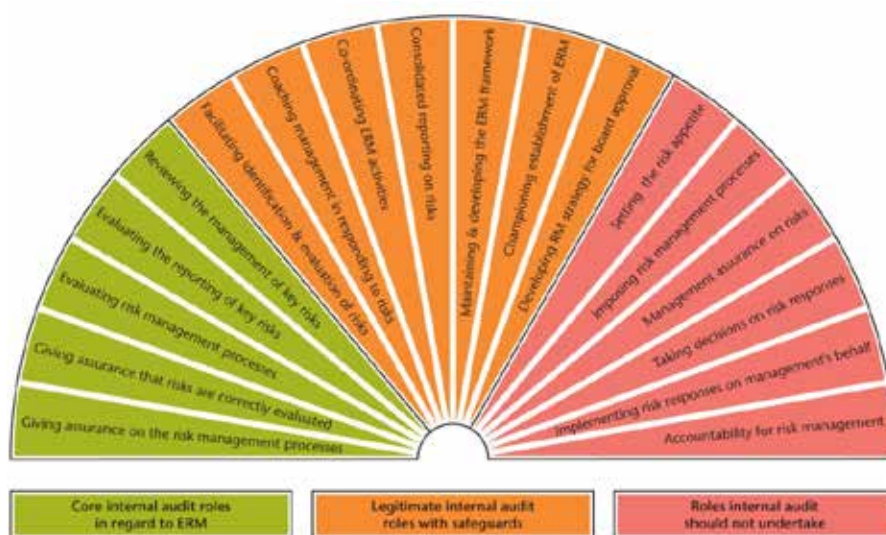 Giving assurance on the risk management processes
Giving assurance that risks are correctly evaluated
Evaluating risk management processes
Evaluating the reporting of key risks
Reviewing the management of key risks
Facilitating identification & evaluation of risks
Coaching management in responding to risks
Co-ordinating ERM activities
Consolidated reporting on risks
Maintaining & developing the ERM framework
Championing establishment of ERM
Developing RM strategy for board approval
Setting the risk appetite
Imposing risk management processes
Management assurance on risks
Taking decisions on risk responses
Implementing risk responses on management's behalf
Accountability for risk management
Core internal audit roles
in regard to ERM
Legitimate internal audit
roles with safeguards
Roles internal audit
should not undertake